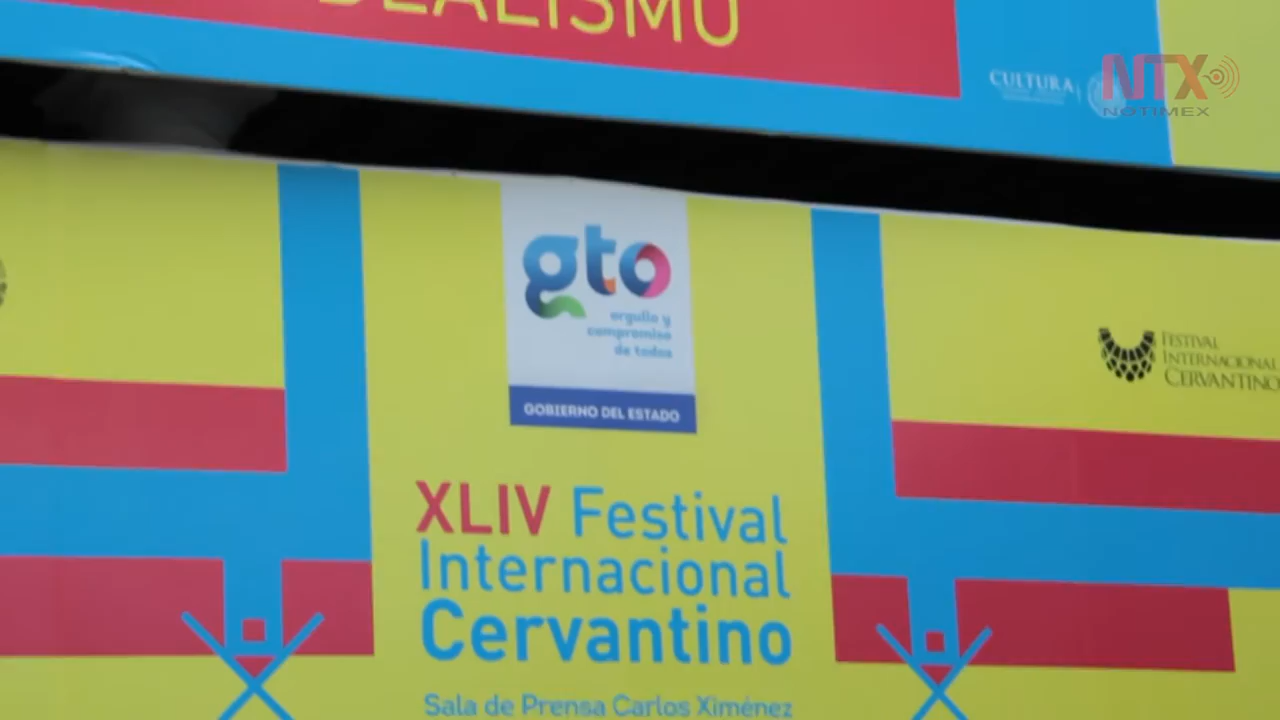 DEALISMO
CULTURA
NTX
NOTIMEX
gto
orgullo y
compromiso
de todos
GOBIERNO DEL ESTADO
FESTIVAL
INTERNACIONAL
CERVANTINO
XLIV Festival
Internacional
Cervantino
Sala de Prensa Carlos Ximénez